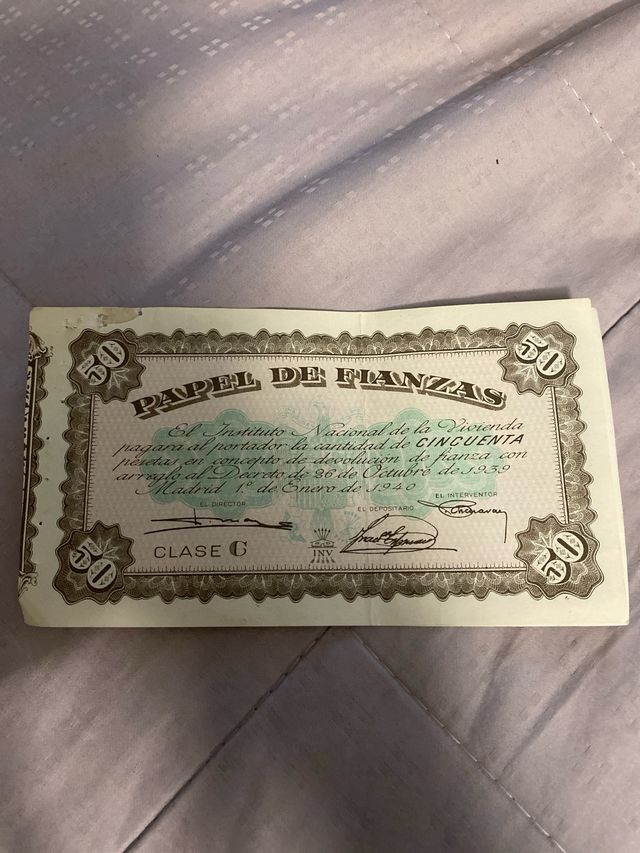 50 50
PAPEL DE FIANZAS
El Instituto Nacional de la Vivienda
pagará al portador la cantidad de CINCUENTA
pesetas en concepto de devolución de fianza con
arreglo al Decreto de 26 de Octubre de 1939
Madrid 1.º de Enero de 1940
EL DIRECTOR EL DEPOSITARIO EL INTERVENTOR
CLASE G INV
50 50